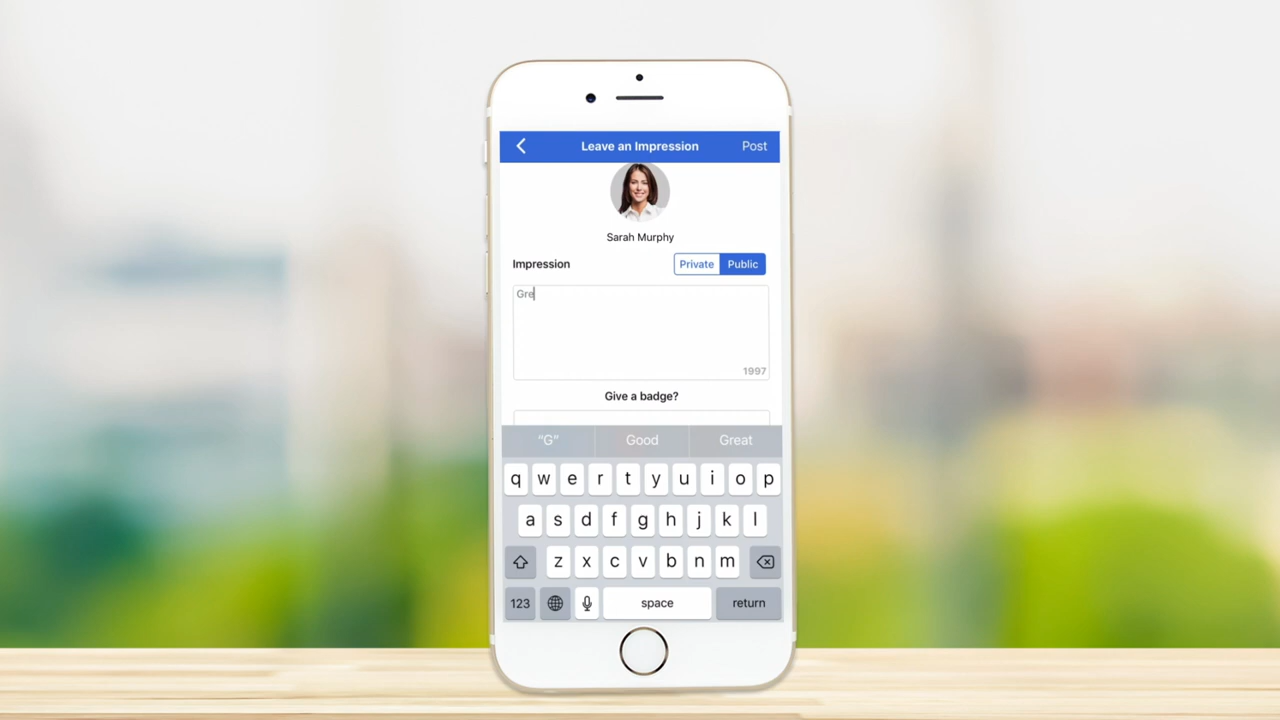 Leave an Impression Post
Sarah Murphy
Impression Private Public
Gre
1997
Give a badge?
“G” Good Great
q w e r t y u i o p
a s d f g h j k l
z x c v b n m
123 space return